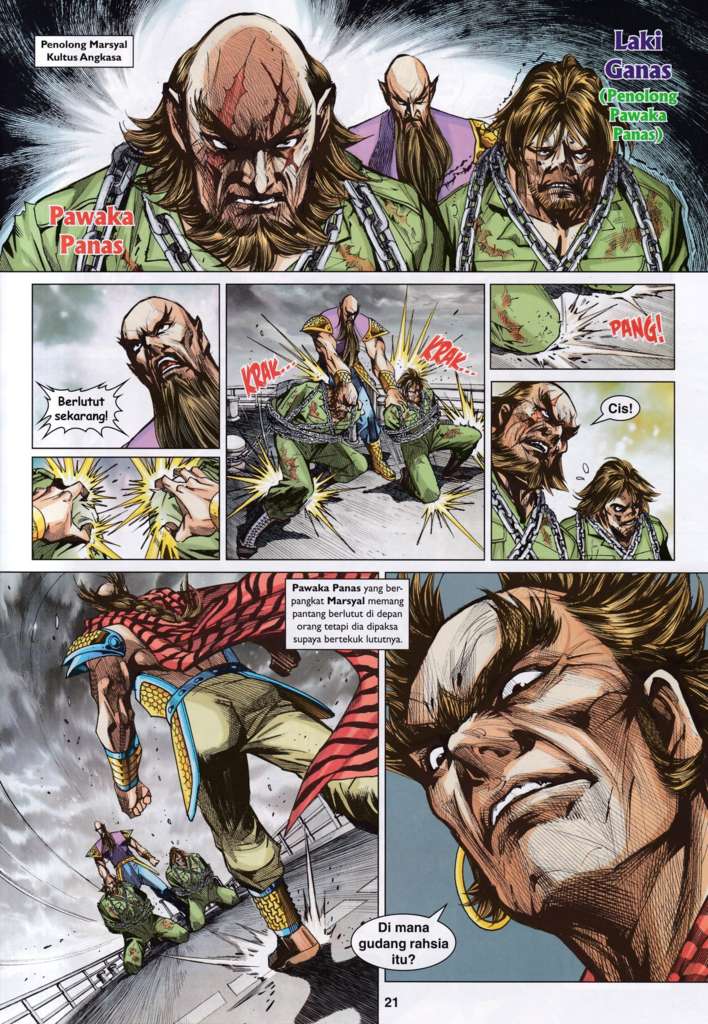 Penolong Marsyal
Kultus Angkasa
Laki
Ganas
(Penolong
Pawaka
Panas)
Pawaka
Panas
Berlutut
sekarang!
KRAK...
KRAK...
PANG!
Cis!
Pawaka Panas yang ber-
pangkat Marsyal memang
pantang berlutut di depan
orang tetapi dia dipaksa
supaya bertekuk lututnya.
Di mana
gudang rahsia
itu?
21